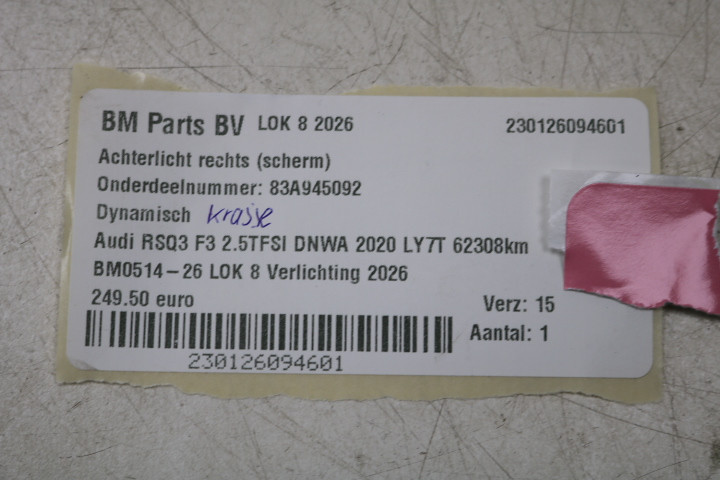 BM Parts BV LOK 8 2026 230126094601
Achterlicht rechts (scherm)
Onderdeelnummer: 83A945092
Dynamisch krasje
Audi RSQ3 F3 2.5TFSI DNWA 2020 LY7T 62308km
BM0514-26 LOK 8 Verlichting 2026
249.50 euro Verz: 15
Aantal: 1
230126094601